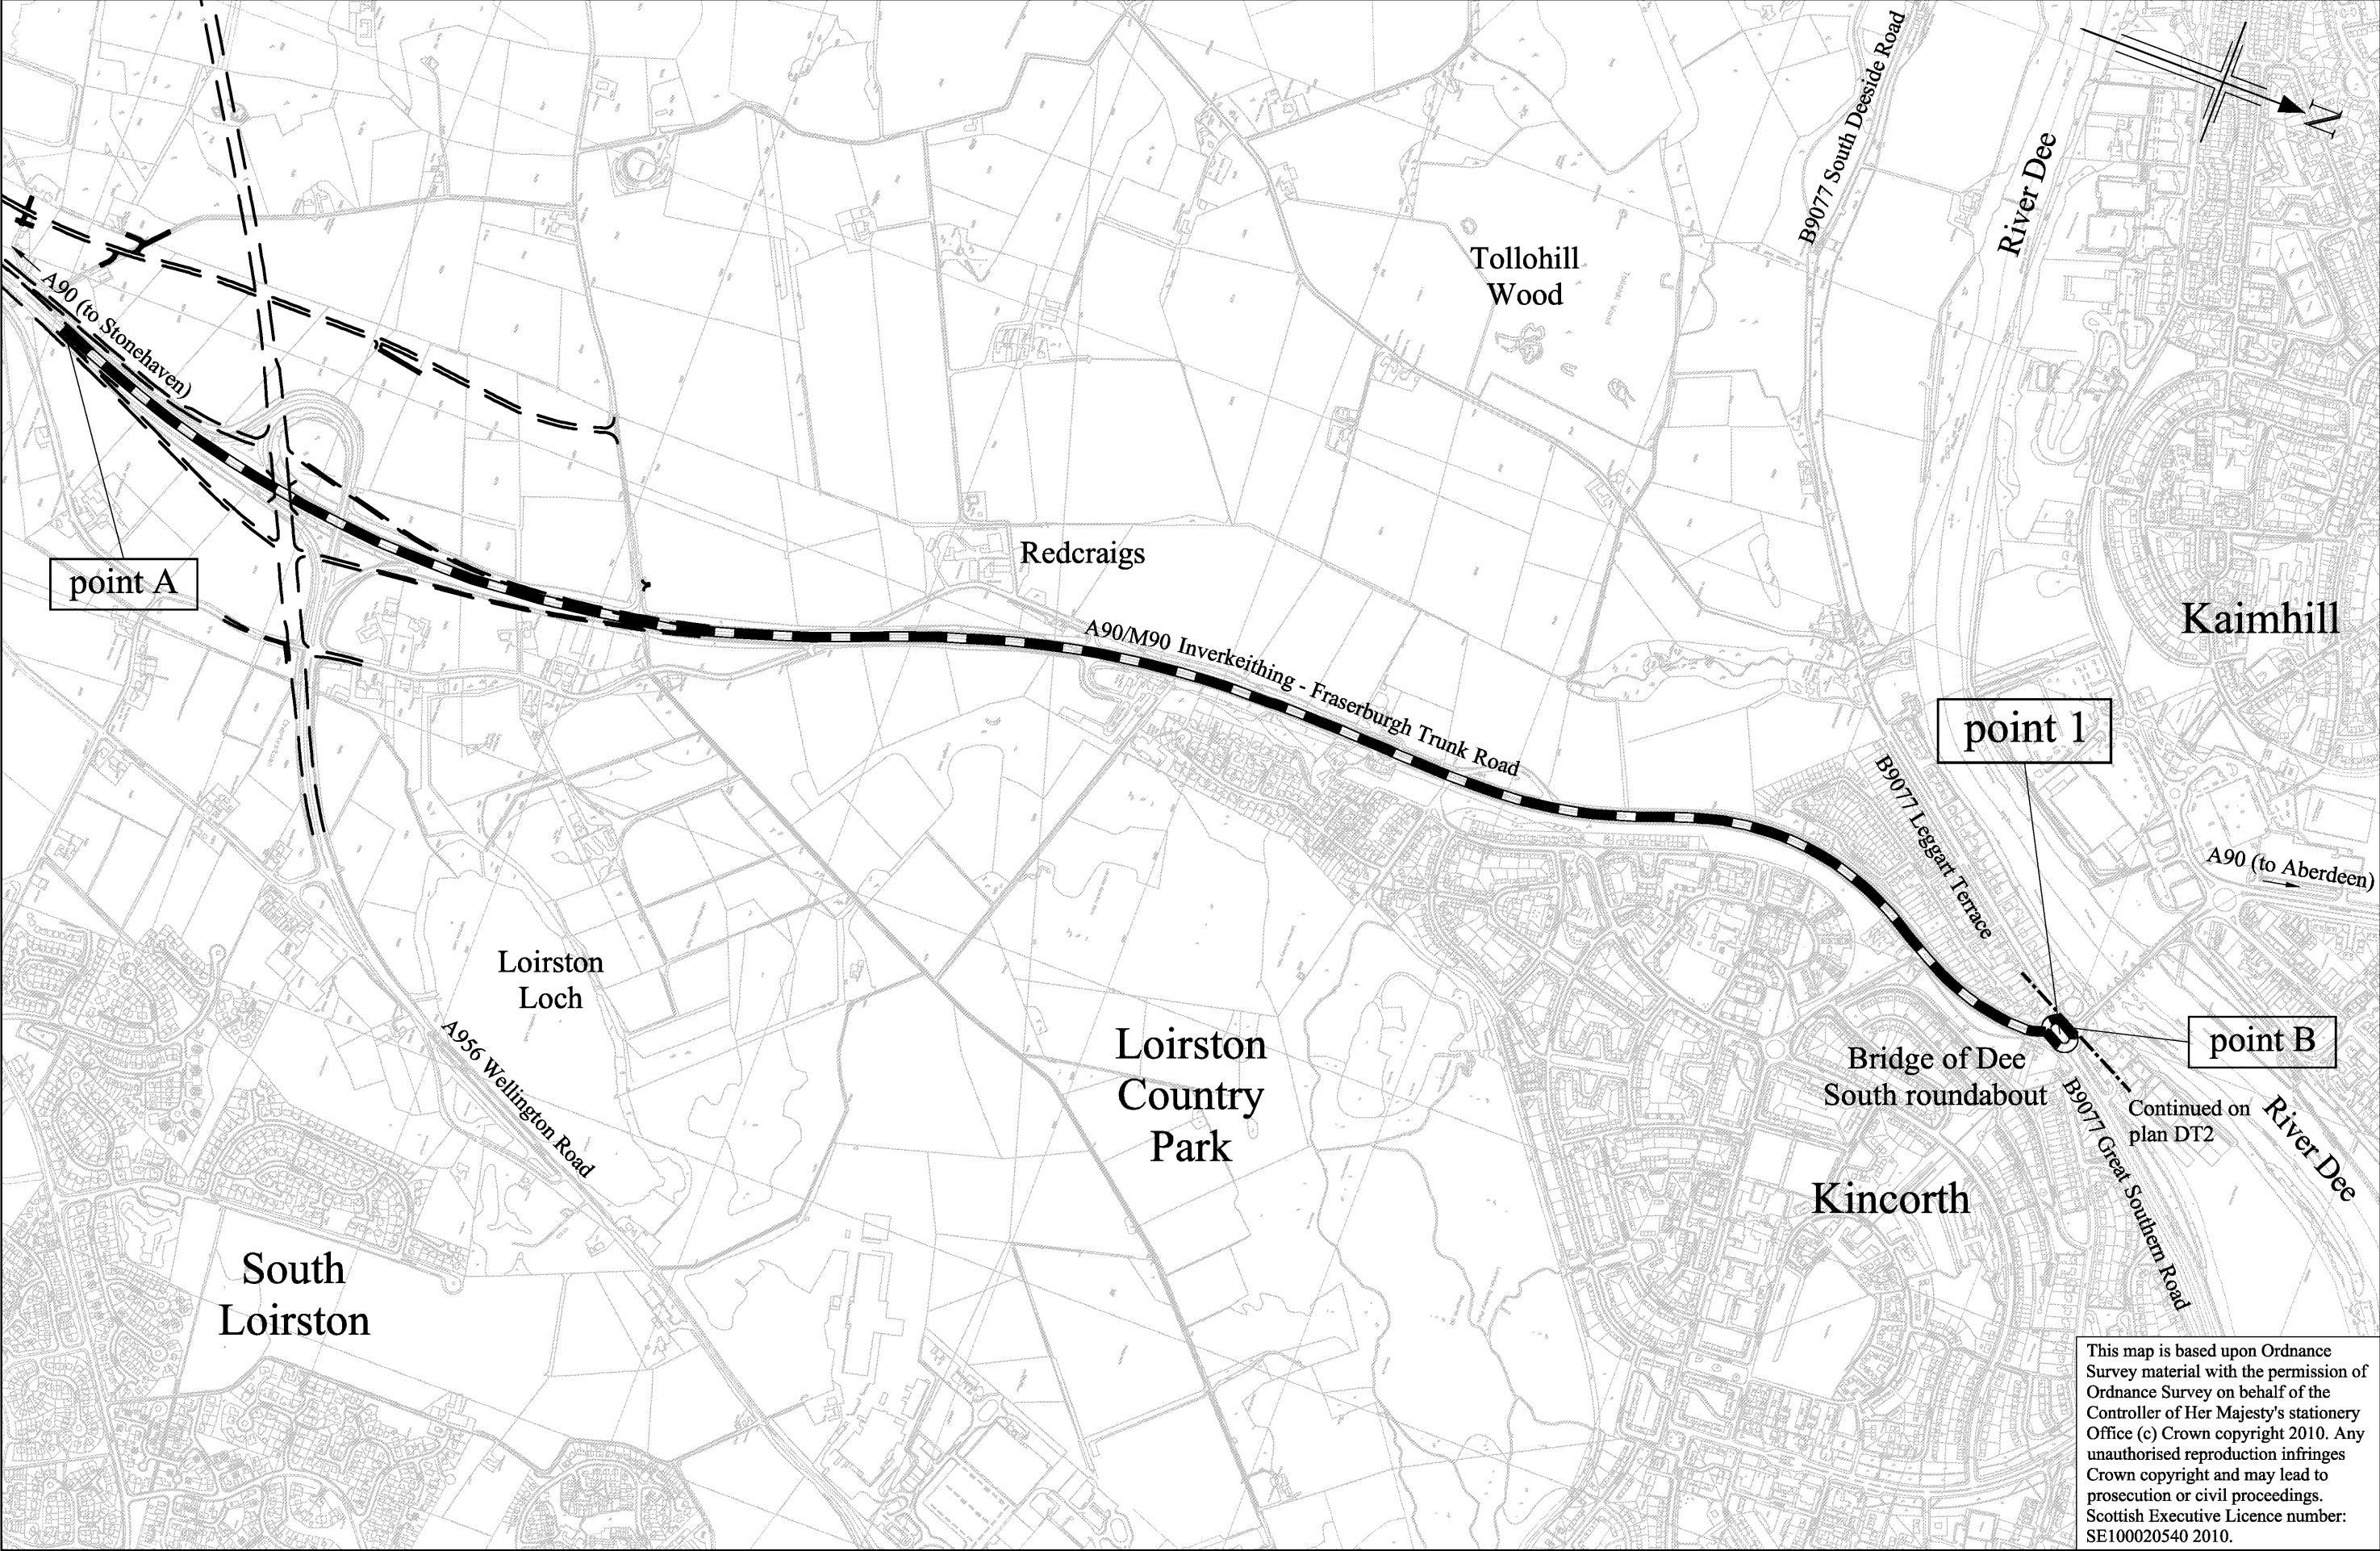 B9077 South Deeside Road
River Dee
N
Tollohill
Wood
A90 (to Stonehaven)
point A
Redcraigs
A90/M90 Inverkeithing - Fraserburgh Trunk Road
Kaimhill
point 1
B9077 Leggart Terrace
A90 (to Aberdeen)
Loirston
Loch
A956 Wellington Road
Loirston
Country
Park
Bridge of Dee
South roundabout
point B
Continued on
plan DT2
River Dee
B9077 Great Southern Road
Kincorth
South
Loirston
This map is based upon Ordnance
Survey material with the permission of
Ordnance Survey on behalf of the
Controller of Her Majesty's stationery
Office (c) Crown copyright 2010. Any
unauthorised reproduction infringes
Crown copyright and may lead to
prosecution or civil proceedings.
Scottish Executive Licence number:
SE100020540 2010.